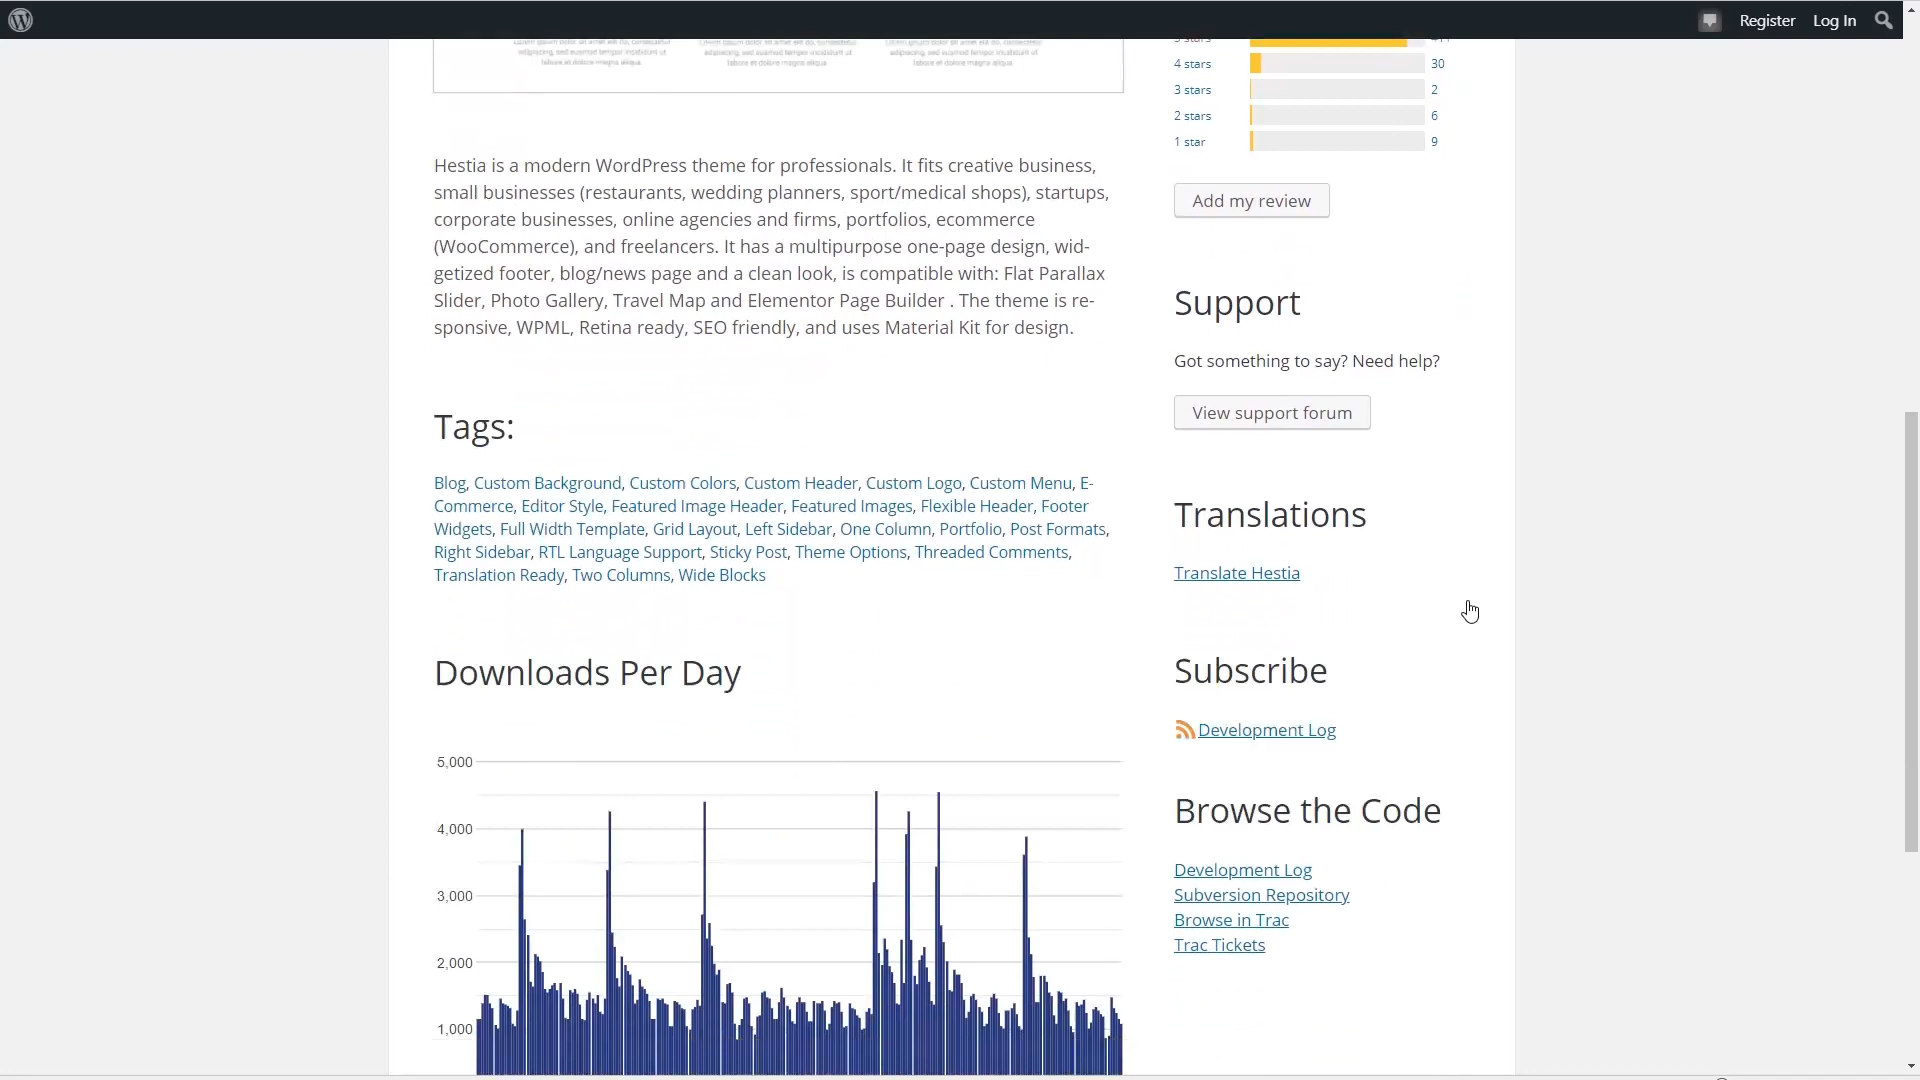 Register
Log In
4 stars
30
3 stars
2
2 stars
6
1 star
9
Hestia is a modern WordPress theme for professionals. It fits creative business,
small businesses (restaurants, wedding planners, sport/medical shops), startups,
corporate businesses, online agencies and firms, portfolios, ecommerce
(WooCommerce), and freelancers. It has a multipurpose one-page design, wid-
getized footer, blog/news page and a clean look, is compatible with: Flat Parallax
Slider, Photo Gallery, Travel Map and Elementor Page Builder . The theme is re-
sponsive, WPML, Retina ready, SEO friendly, and uses Material Kit for design.
Tags:
Blog, Custom Background, Custom Colors, Custom Header, Custom Logo, Custom Menu, E-
Commerce, Editor Style, Featured Image Header, Featured Images, Flexible Header, Footer
Widgets, Full Width Template, Grid Layout, Left Sidebar, One Column, Portfolio, Post Formats,
Right Sidebar, RTL Language Support, Sticky Post, Theme Options, Threaded Comments,
Translation Ready, Two Columns, Wide Blocks
Downloads Per Day
5,000
4,000
3,000
2,000
1,000
Add my review
Support
Got something to say? Need help?
View support forum
Translations
Translate Hestia
Subscribe
Development Log
Browse the Code
Development Log
Subversion Repository
Browse in Trac
Trac Tickets